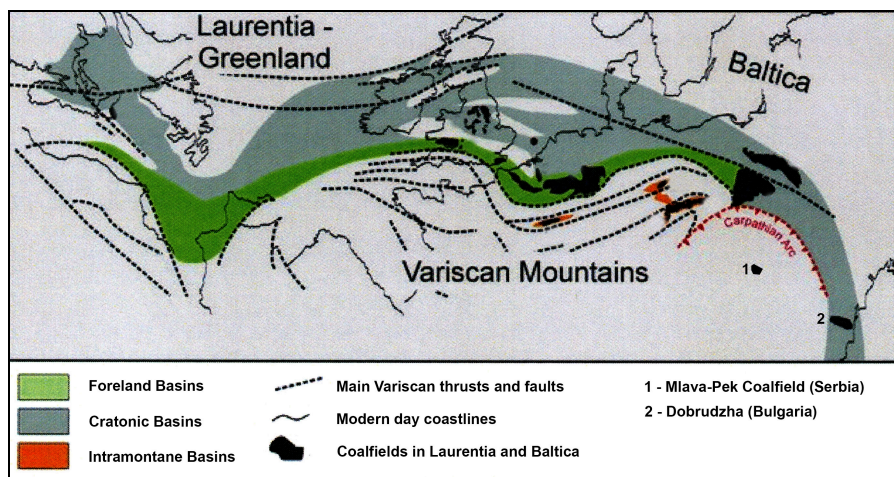 Laurentia -
Greenland
Baltica
Carpathian Arc
Variscan Mountains
1
2
Foreland Basins
Main Variscan thrusts and faults
1 - Mlava-Pek Coalfield (Serbia)
Cratonic Basins
Modern day coastlines
2 - Dobrudzha (Bulgaria)
Intramontane Basins
Coalfields in Laurentia and Baltica